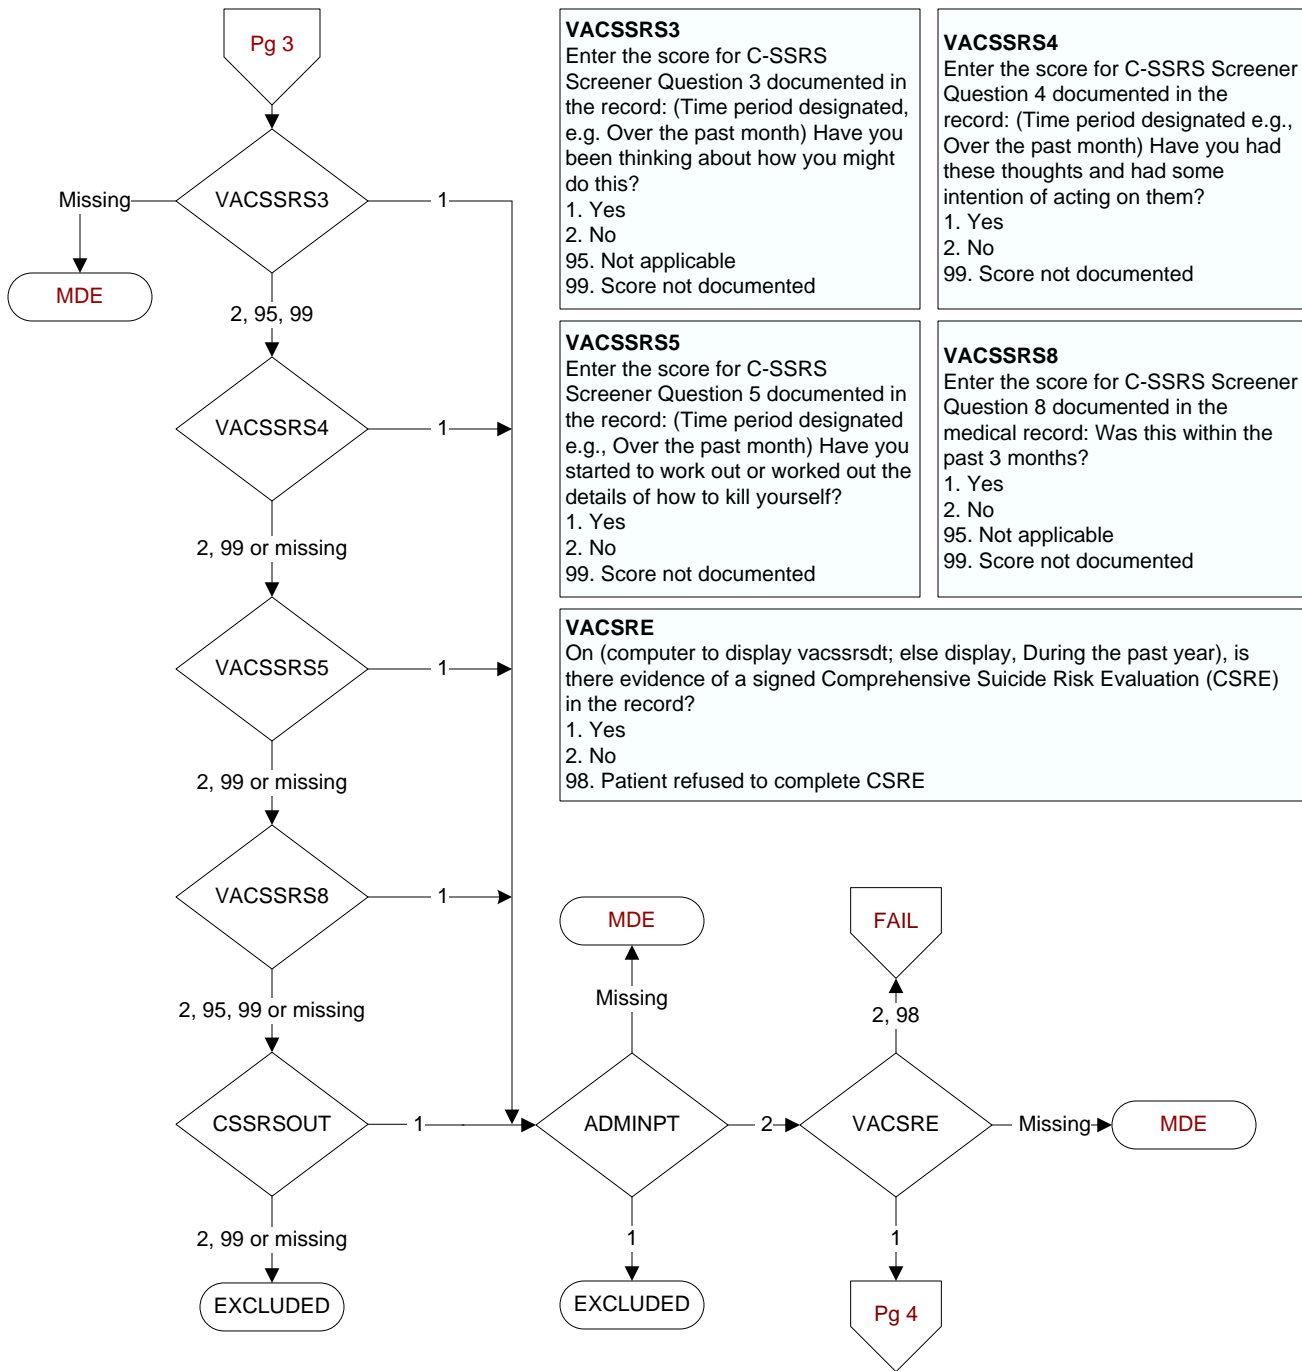 Pg 3
VACSSRS3
Enter the score for C-SSRS
Screener Question 3 documented in
the record: (Time period designated,
e.g. Over the past month) Have you
been thinking about how you might
do this?
1. Yes
2. No
95. Not applicable
99. Score not documented
VACSSRS4
Enter the score for C-SSRS Screener
Question 4 documented in the
record: (Time period designated e.g.,
Over the past month) Have you had
these thoughts and had some
intention of acting on them?
1. Yes
2. No
99. Score not documented
Missing
VACSSRS3
1
MDE
2, 95, 99
VACSSRS5
Enter the score for C-SSRS
Screener Question 5 documented in
the record: (Time period designated
e.g., Over the past month) Have you
started to work out or worked out the
details of how to kill yourself?
1. Yes
2. No
99. Score not documented
VACSSRS8
Enter the score for C-SSRS Screener
Question 8 documented in the
medical record: Was this within the
past 3 months?
1. Yes
2. No
95. Not applicable
99. Score not documented
VACSSRS4
1
2, 99 or missing
VACSRE
On (computer to display vacssrsdt; else display, During the past year), is
there evidence of a signed Comprehensive Suicide Risk Evaluation (CSRE)
in the record?
1. Yes
2. No
98. Patient refused to complete CSRE
VACSSRS5
1
2, 99 or missing
VACSSRS8
1
MDE
FAIL
2, 95, 99 or missing
Missing
2, 98
CSSRSOUT
1
ADMINPT
2
VACSRE
Missing
MDE
2, 99 or missing
1
1
EXCLUDED
EXCLUDED
Pg 4